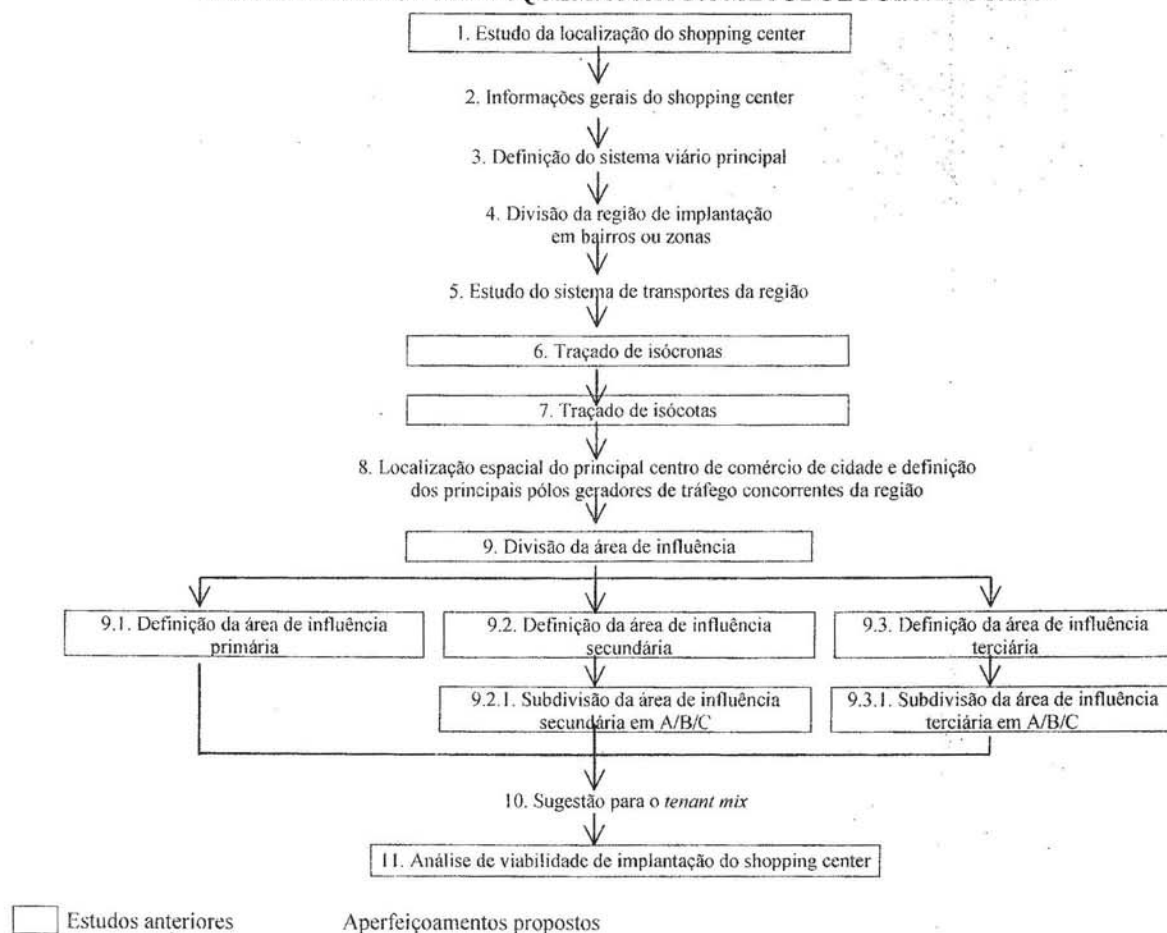 1. Estudo da localização do shopping center
2. Informações gerais do shopping center
3. Definição do sistema viário principal
4. Divisão da região de implantação
em bairros ou zonas
5. Estudo do sistema de transportes da região
6. Traçado de isócronas
7. Traçado de isócotas
8. Localização espacial do principal centro de comércio de cidade e definição
dos principais pólos geradores de tráfego concorrentes da região
9. Divisão da área de influência
9.1. Definição da área de influência
primária
9.2. Definição da área de influência
secundária
9.3. Definição da área de influência
terciária
9.2.1. Subdivisão da área de influência
secundária em A/B/C
9.3.1. Subdivisão da área de influência
terciária em A/B/C
10. Sugestão para o tenant mix
11. Análise de viabilidade de implantação do shopping center
Estudos anteriores
Aperfeiçoamentos propostos